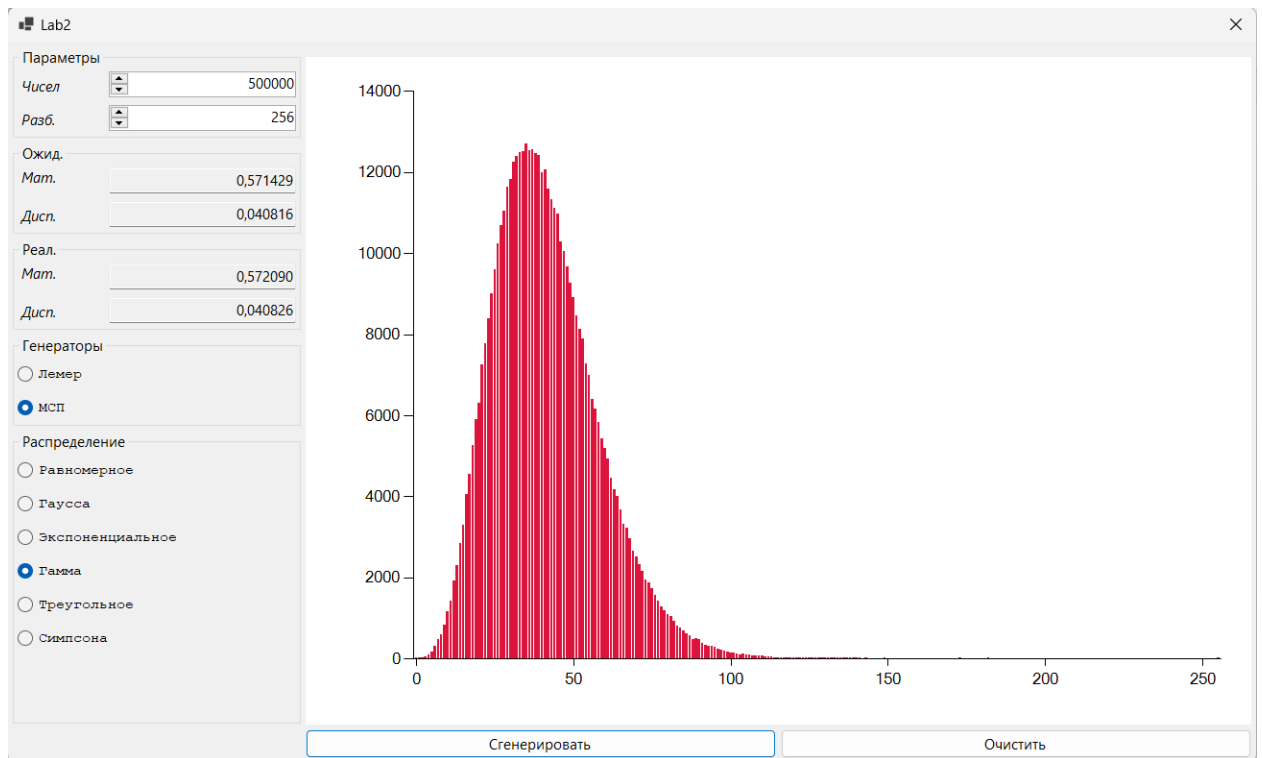 Lab2
Параметры
Чисел 500000
Разб. 256
Ожид.
Мат. 0,571429
Дисп. 0,040816
Реал.
Мат. 0,572090
Дисп. 0,040826
Генераторы
Лемер
МСП
Распределение
Равномерное
Гаусса
Экспоненциальное
Гамма
Треугольное
Симпсона
14000
12000
10000
8000
6000
4000
2000
0
0 50 100 150 200 250
Сгенерировать Очистить